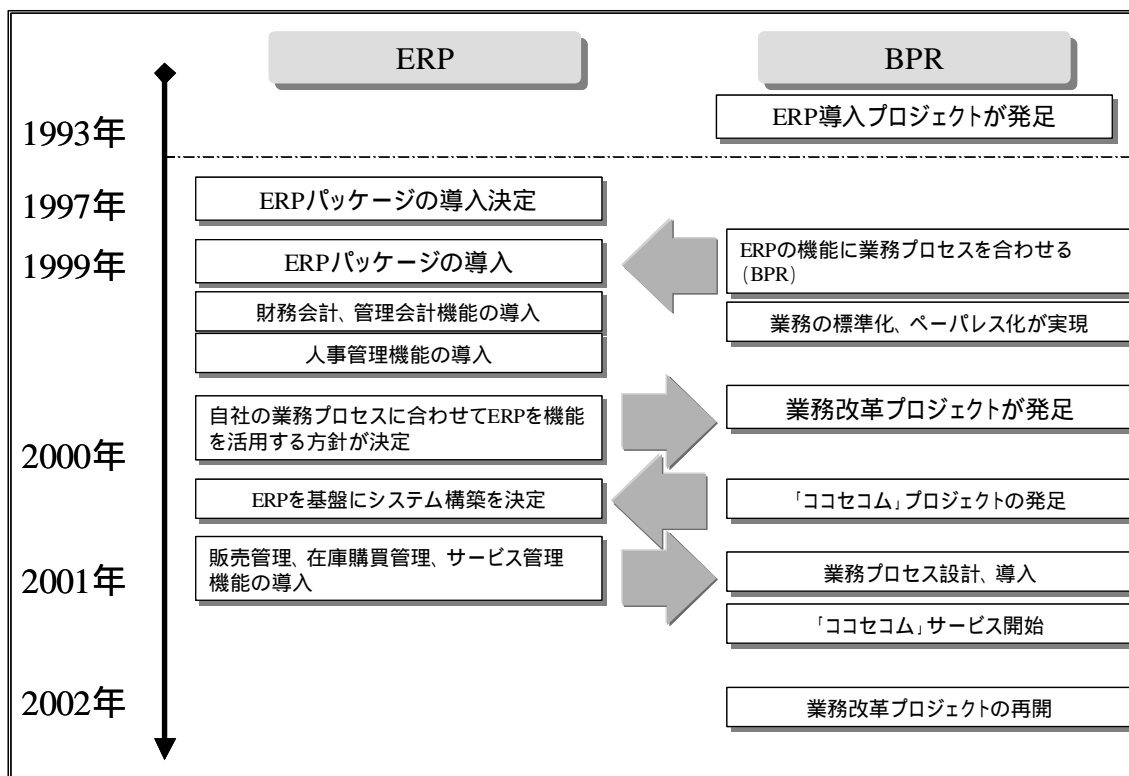 ERP
BPR
1993年
ERP導入プロジェクトが発足
1997年
ERPパッケージの導入決定
1999年
ERPパッケージの導入
ERPの機能に業務プロセスを合わせる
(BPR)
財務会計、管理会計機能の導入
業務の標準化、ペーパレス化が実現
人事管理機能の導入
自社の業務プロセスに合わせてERPを機能
を活用する方針が決定
業務改革プロジェクトが発足
2000年
ERPを基盤にシステム構築を決定
「ココセコム」プロジェクトの発足
販売管理、在庫購買管理、サービス管理
機能の導入
2001年
業務プロセス設計、導入
「ココセコム」サービス開始
2002年
業務改革プロジェクトの再開